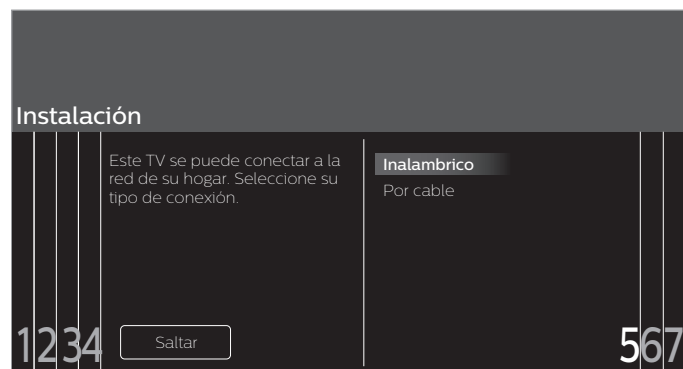 Instalación
Este TV se puede conectar a la
red de su hogar. Seleccione su
tipo de conexión.
Inalambrico
Por cable
1234
Saltar
567